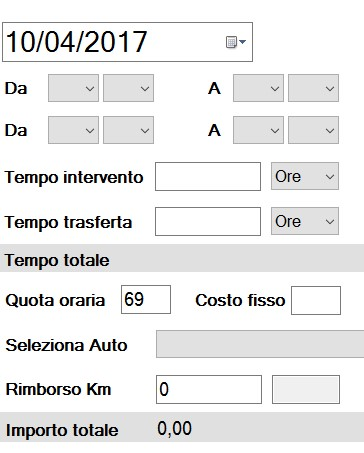 10/04/2017
Da A
Da A
Tempo intervento Ore
Tempo trasferta Ore
Tempo totale
Quota oraria 69 Costo fisso
Seleziona Auto
Rimborso Km 0
Importo totale 0,00